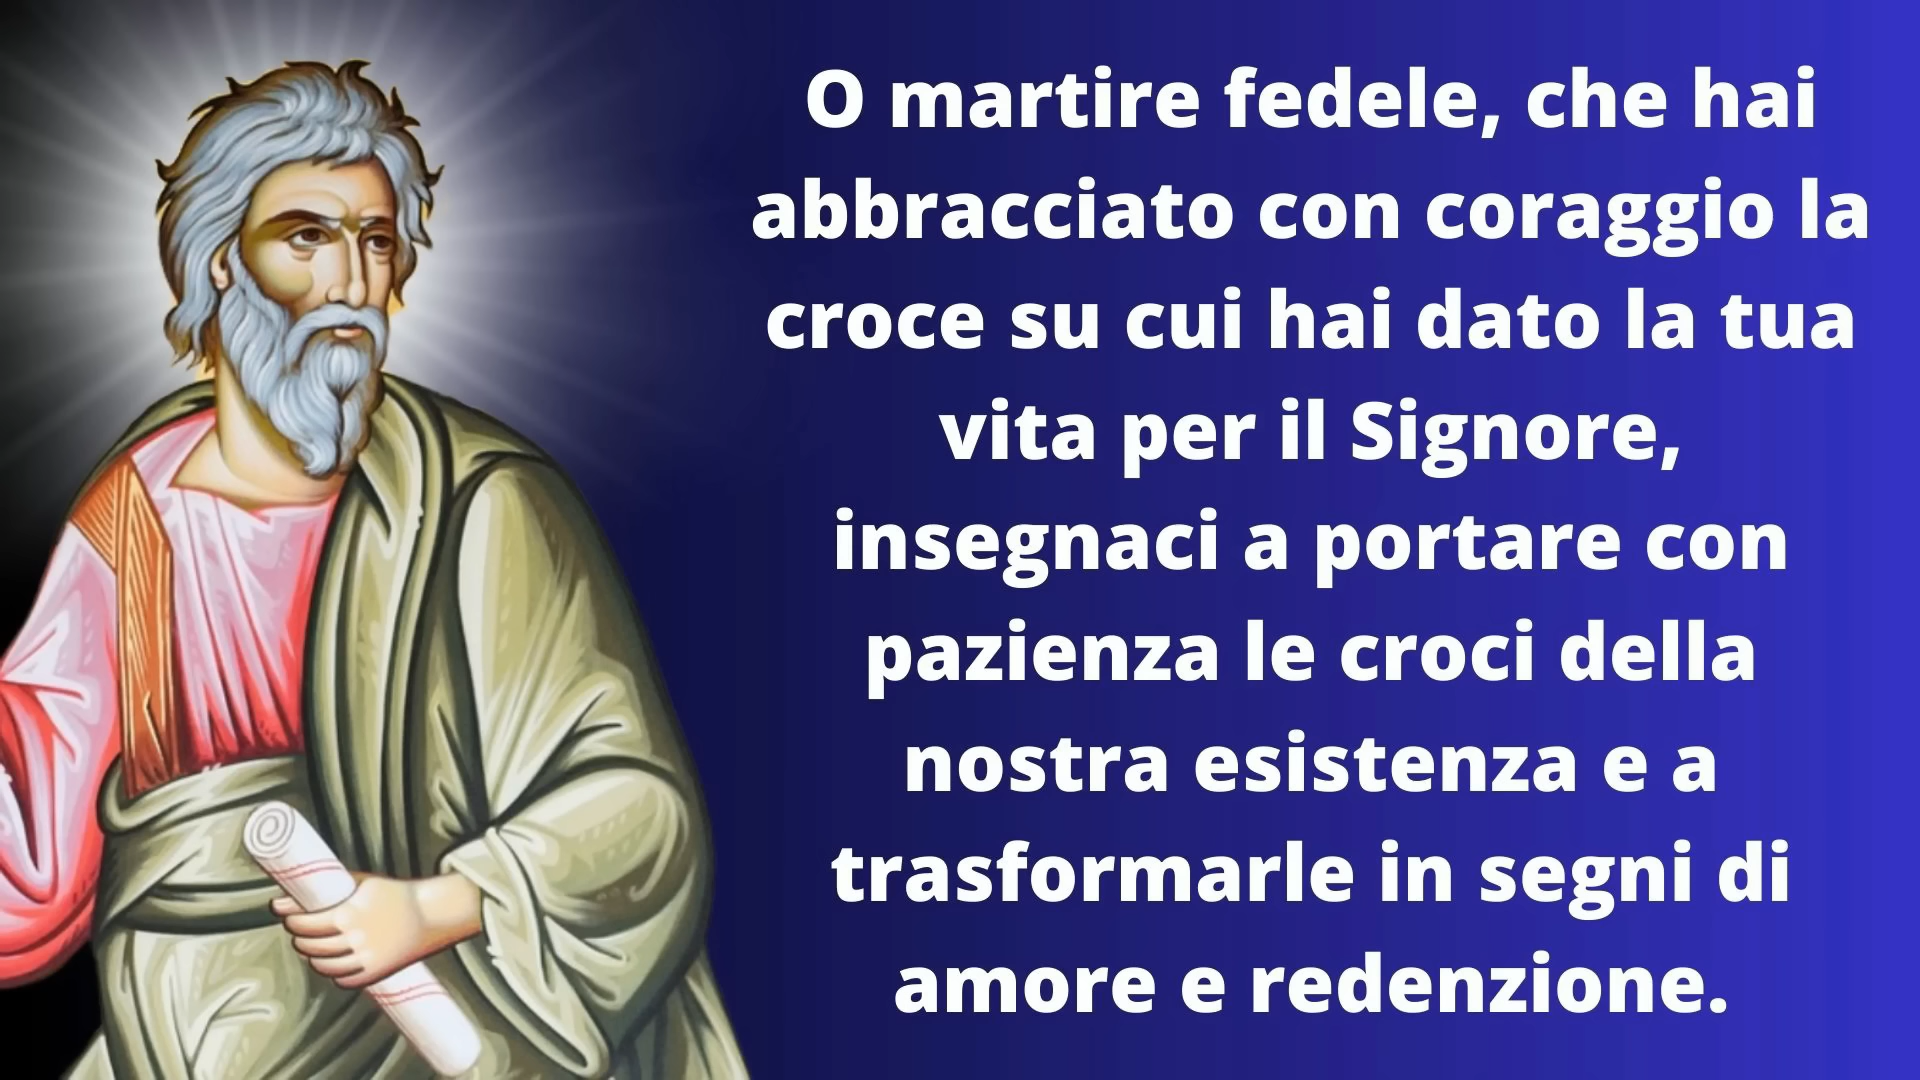 O martire fedele, che hai
abbracciato con coraggio la
croce su cui hai dato la tua
vita per il Signore,
insegnaci a portare con
pazienza le croci della
nostra esistenza e a
trasformarle in segni di
amore e redenzione.